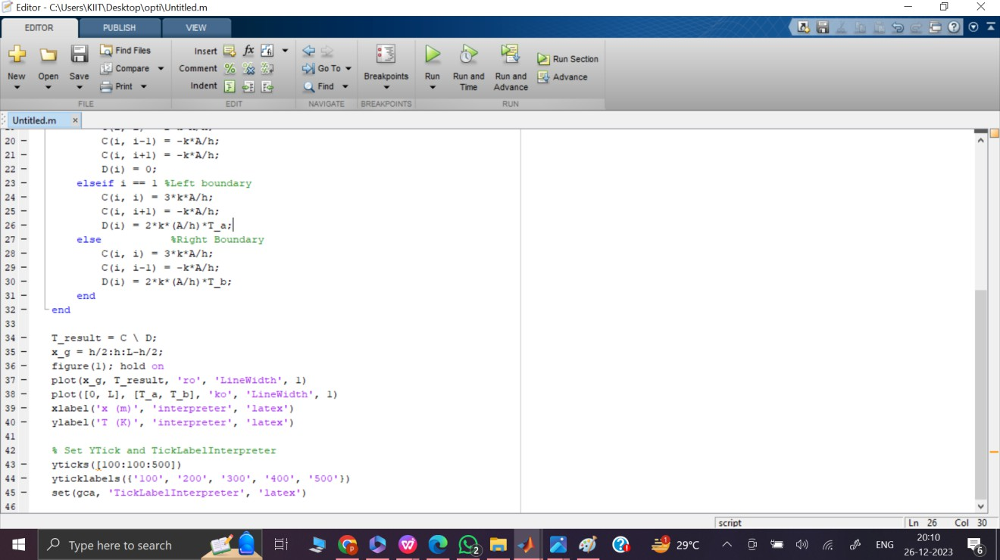 Editor - C:\Users\KIIT\Desktop\opti\Untitled.m
EDITOR PUBLISH VIEW
New Open Save Find Files Compare Print
FILE
Insert fx
Comment
Indent
EDIT
Go To
Find
NAVIGATE
Breakpoints
BREAKPOINTS
Run Run and Time Run and Advance Run Section Advance
RUN
Untitled.m ×
20 - C(i, i-1) = -k*A/h;
21 - C(i, i+1) = -k*A/h;
22 - D(i) = 0;
23 - elseif i == 1 %Left boundary
24 - C(i, i) = 3*k*A/h;
25 - C(i, i+1) = -k*A/h;
26 - D(i) = 2*k*(A/h)*T_a;
27 - else %Right Boundary
28 - C(i, i) = 3*k*A/h;
29 - C(i, i-1) = -k*A/h;
30 - D(i) = 2*k*(A/h)*T_b;
31 - end
32 - end
33
34 - T_result = C \ D;
35 - x_g = h/2:h:L-h/2;
36 - figure(1); hold on
37 - plot(x_g, T_result, 'ro', 'LineWidth', 1)
38 - plot([0, L], [T_a, T_b], 'ko', 'LineWidth', 1)
39 - xlabel('x (m)', 'interpreter', 'latex')
40 - ylabel('T (K)', 'interpreter', 'latex')
41
42 % Set YTick and TickLabelInterpreter
43 - yticks([100:100:500])
44 - yticklabels({'100', '200', '300', '400', '500'})
45 - set(gca, 'TickLabelInterpreter', 'latex')
46
script Ln 26 Col 30
Type here to search 2 1 29°C ENG 20:10
26-12-2023 6